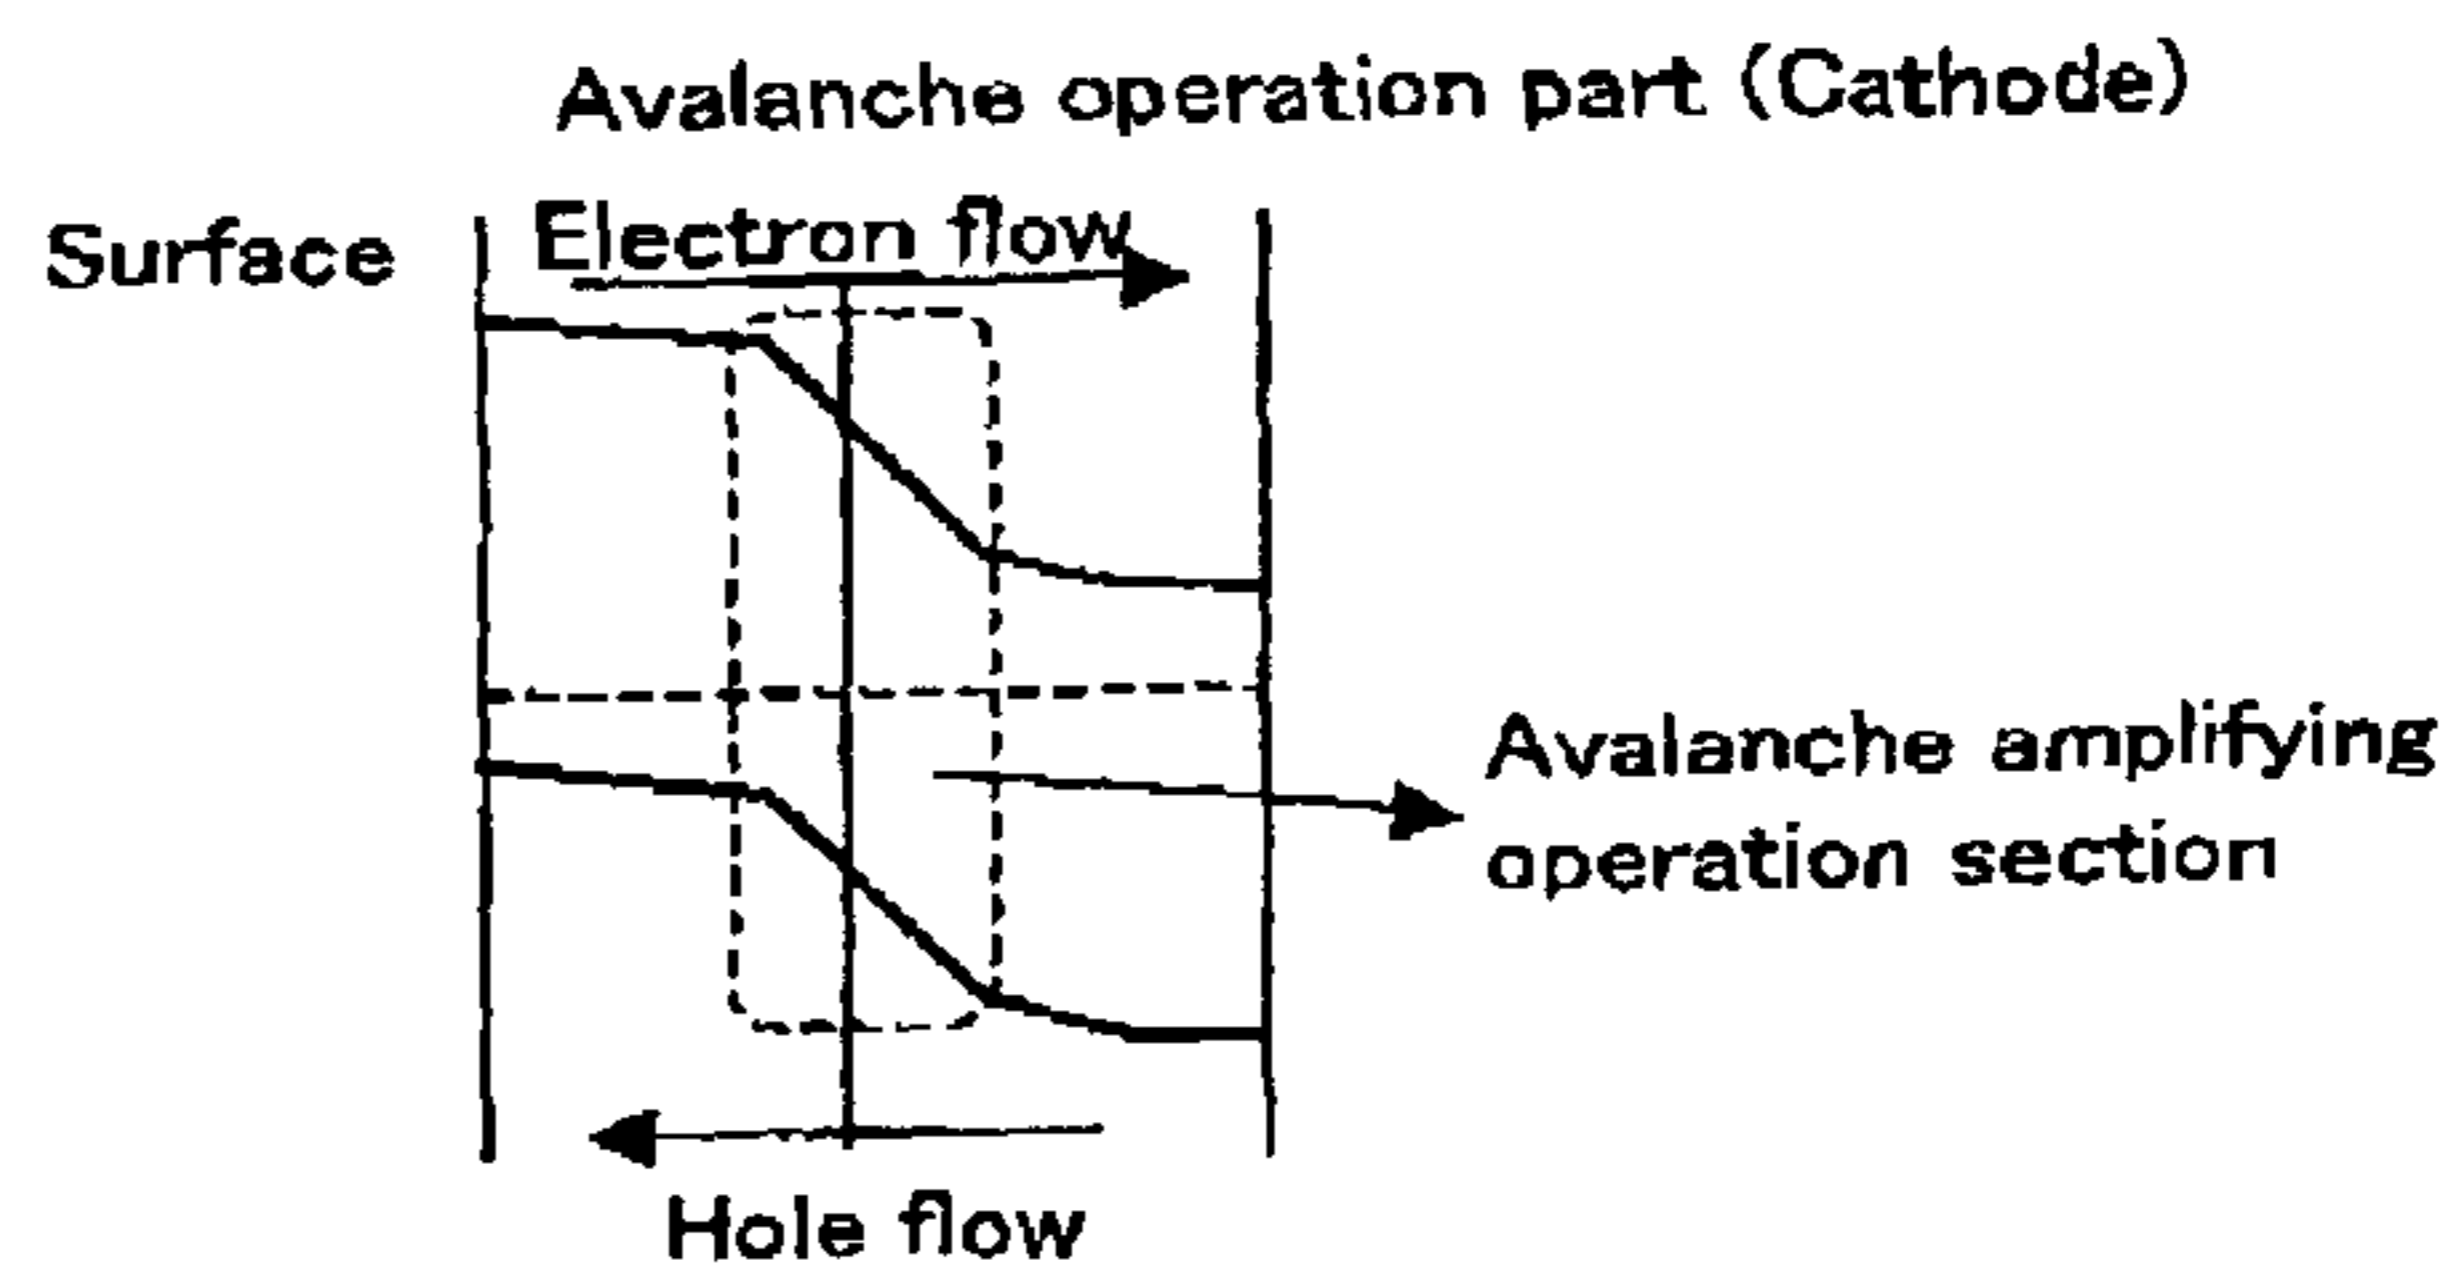 Avalanche operation part (Cathode)
Surface
Electron flow
Avalanche amplifying
operation section
Hole flow